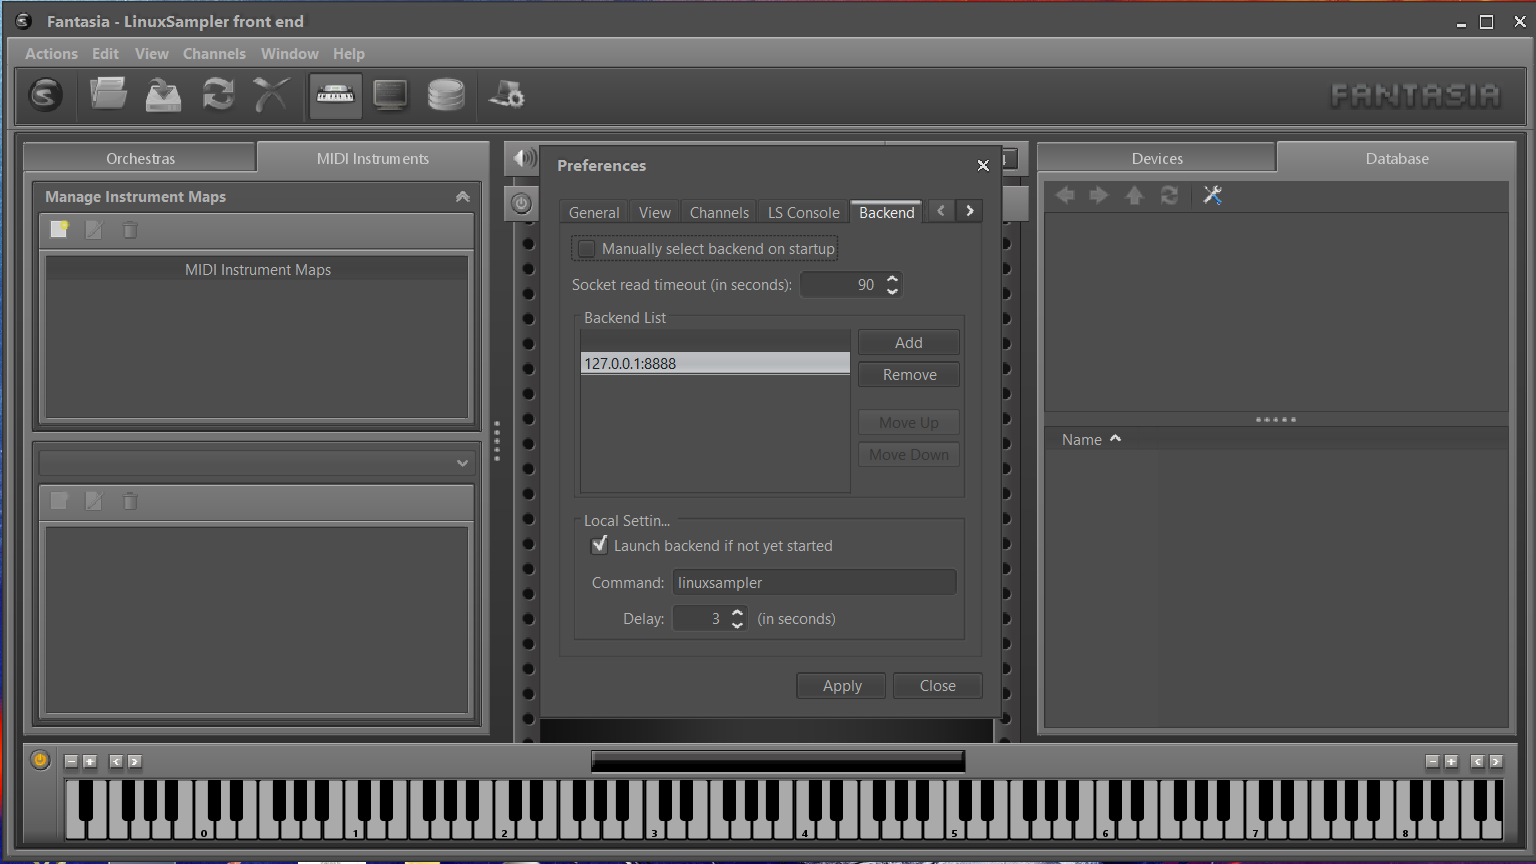 Fantasia - LinuxSampler front end
Actions Edit View Channels Window Help
FANTASIA
Orchestras MIDI Instruments
Manage Instrument Maps
MIDI Instrument Maps
Preferences
General View Channels LS Console Backend
Manually select backend on startup
Socket read timeout (in seconds): 90
Backend List
127.0.0.1:8888
Add
Remove
Move Up
Move Down
Local Settin...
Launch backend if not yet started
Command: linuxsampler
Delay: 3 (in seconds)
Apply Close
Devices Database
Name
0 1 2 3 4 5 6 7 8